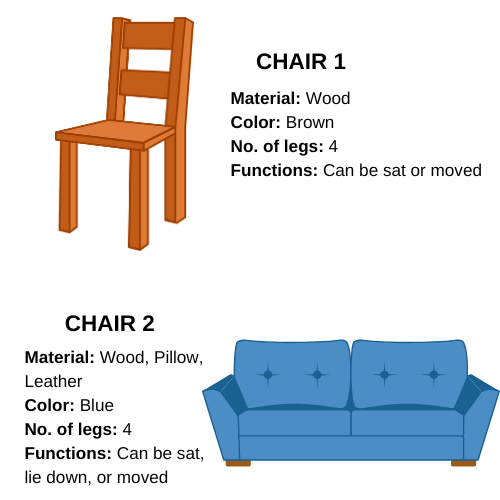 CHAIR 1
Material: Wood
Color: Brown
No. of legs: 4
Functions: Can be sat or moved
CHAIR 2
Material: Wood, Pillow,
Leather
Color: Blue
No. of legs: 4
Functions: Can be sat,
lie down, or moved